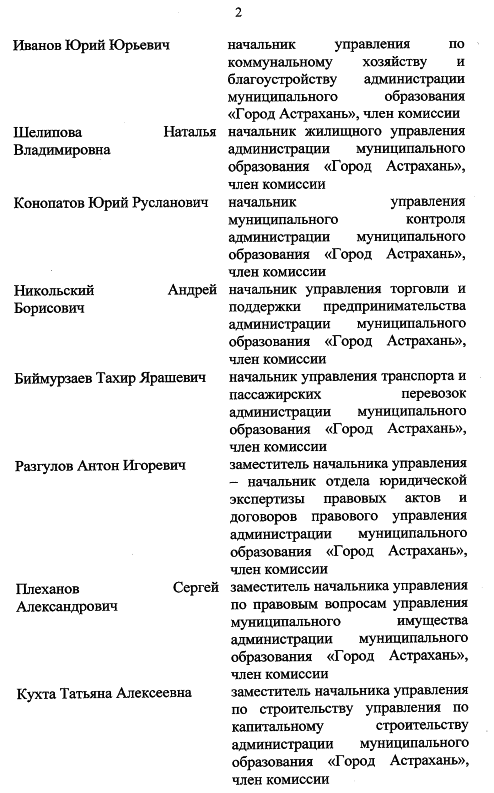 2
Иванов Юрий Юрьевич начальник управления по
коммунальному хозяйству и
благоустройству администрации
муниципального образования
«Город Астрахань», член комиссии
Шелипова Наталья начальник жилищного управления
Владимировна администрации муниципального
образования «Город Астрахань»,
член комиссии
Конопатов Юрий Русланович начальник управления
муниципального контроля
администрации муниципального
образования «Город Астрахань»,
член комиссии
Никольский Андрей начальник управления торговли и
Борисович поддержки предпринимательства
администрации муниципального
образования «Город Астрахань»,
член комиссии
Биймурзаев Тахир Ярашевич начальник управления транспорта и
пассажирских перевозок
администрации муниципального
образования «Город Астрахань»,
член комиссии
Разгулов Антон Игоревич заместитель начальника управления
– начальник отдела юридической
экспертизы правовых актов и
договоров правового управления
администрации муниципального
образования «Город Астрахань»,
член комиссии
Плеханов Сергей заместитель начальника управления
Александрович по правовым вопросам управления
муниципального имущества
администрации муниципального
образования «Город Астрахань»,
член комиссии
Кухта Татьяна Алексеевна заместитель начальника управления
по строительству управления по
капитальному строительству
администрации муниципального
образования «Город Астрахань»,
член комиссии